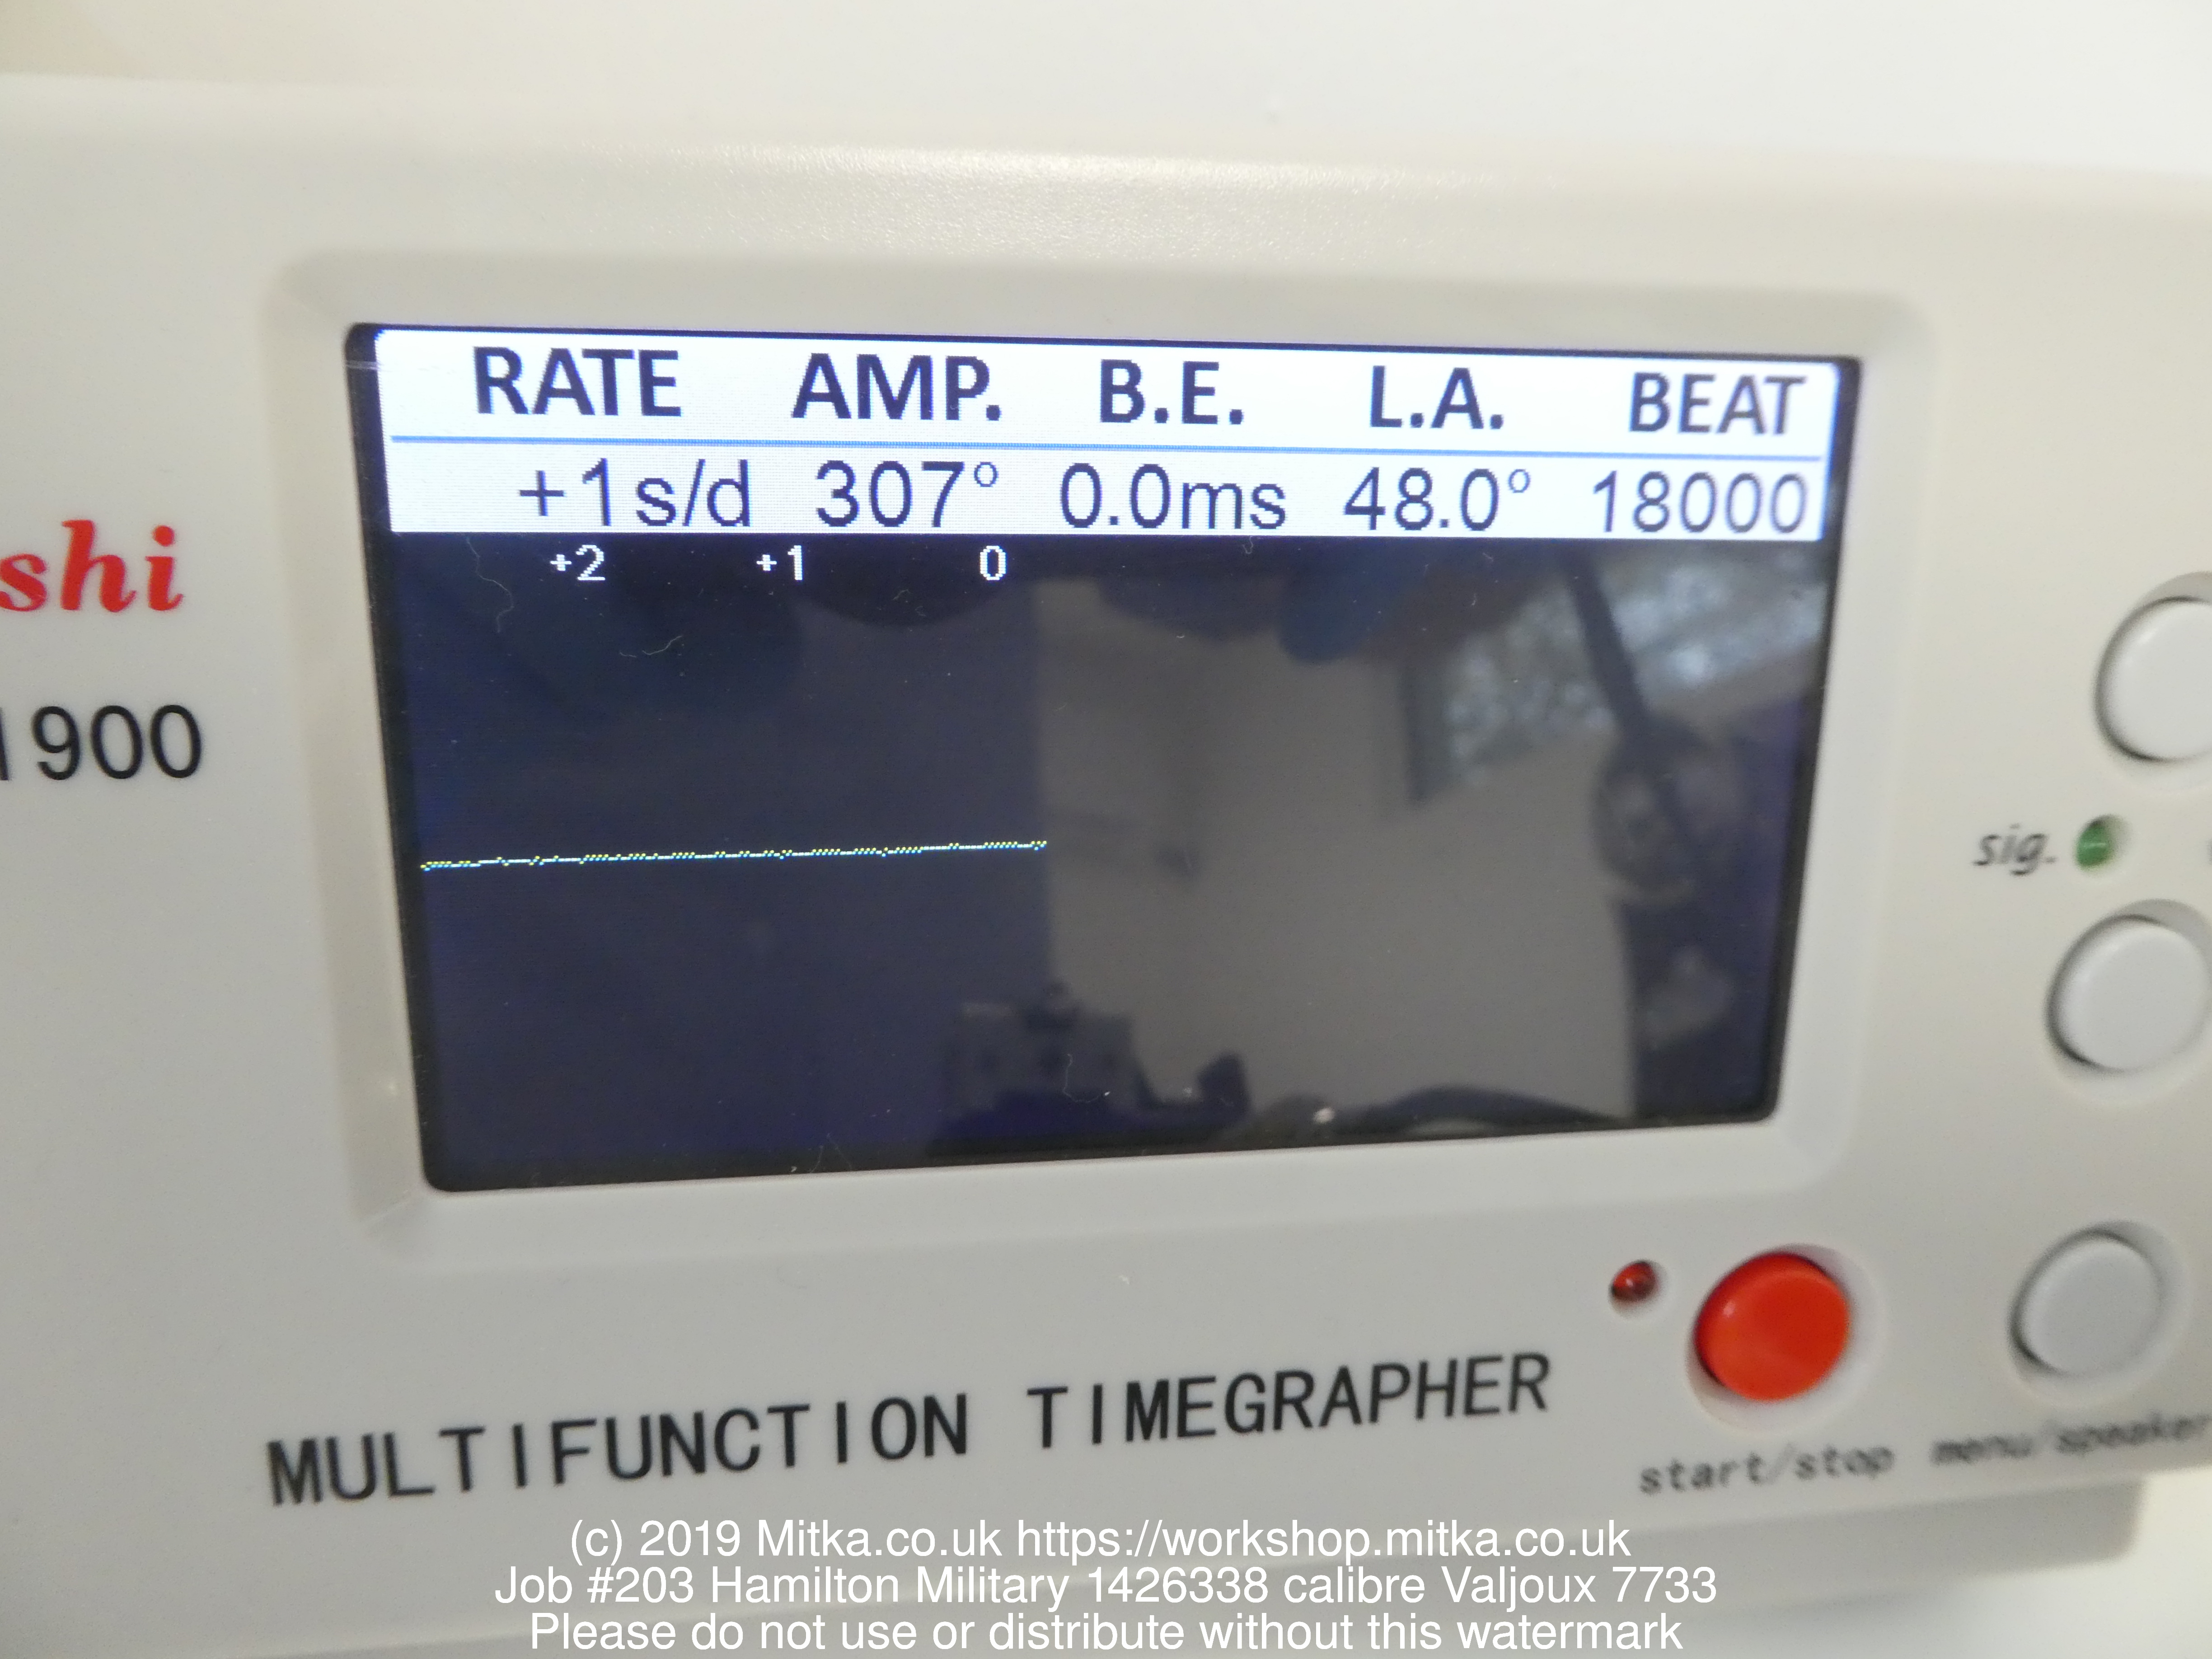 RATE AMP. B.E. L.A. BEAT
+1s/d 307° 0.0ms 48.0° 18000
+2 +1 0
shi
1900
sig.
MULTIFUNCTION TIMEGRAPHER
start/stop menu/speaker
(c) 2019 Mitka.co.uk https://workshop.mitka.co.uk
Job #203 Hamilton Military 1426338 calibre Valjoux 7733
Please do not use or distribute without this watermark